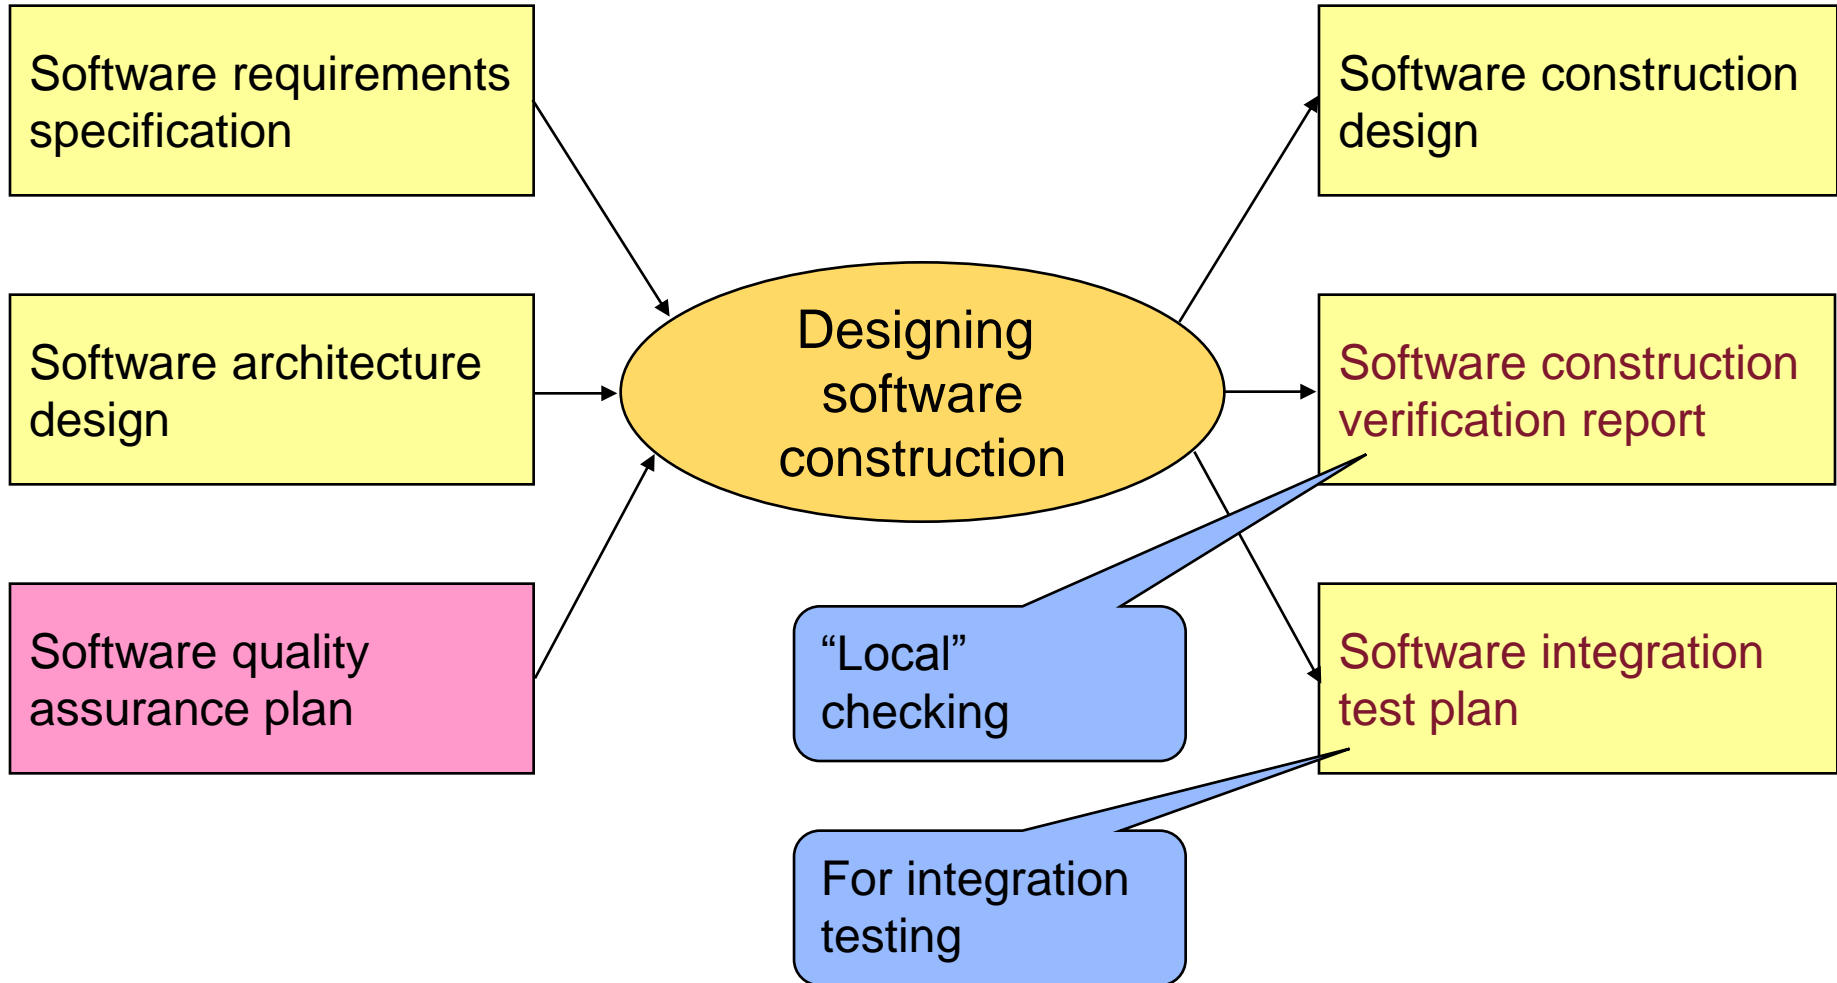 Software requirements
specification
Software architecture
design
Software quality
assurance plan
Designing
software
construction
Software construction
design
Software construction
verification report
Software integration
test plan
“Local”
checking
For integration
testing